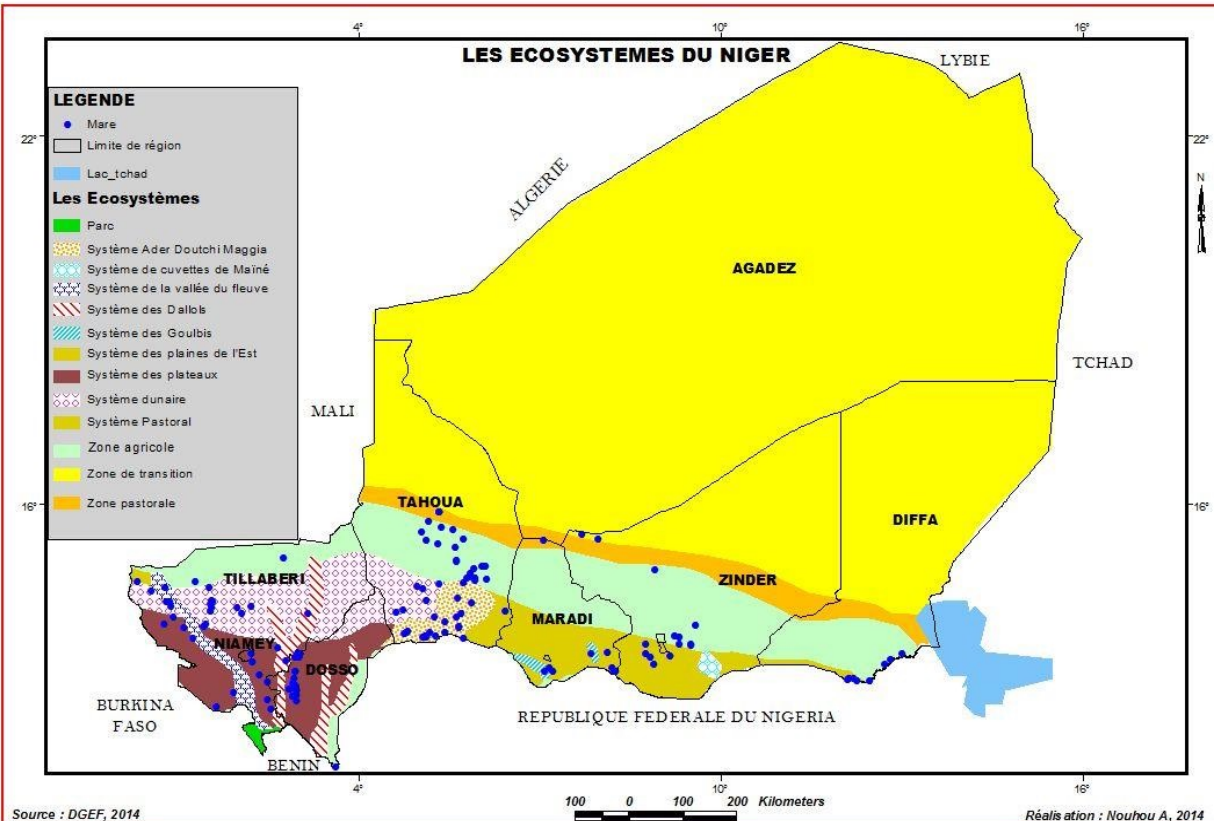 4°
10°
16°
LES ECOSYSTEMES DU NIGER
LYBIE
LEGENDE
Mare
Limite de région
Lac_tchad
Les Ecosystèmes
Parc
Système Ader Doutchi Maggia
Système de cuvettes de Maïné
Système de la vallée du fleuve
Système des Dallols
Système des Goulbis
Système des plaines de l'Est
Système des plateaux
Système dunaire
Système Pastoral
Zone agricole
Zone de transition
Zone pastorale
22°
22°
N
ALGERIE
AGADEZ
TCHAD
MALI
16°
16°
TAHOUA
DIFFA
TILLABERI
ZINDER
MARADI
NIAMEY
DOSSO
BURKINA
FASO
REPUBLIQUE FEDERALE DU NIGERIA
BENIN
4°
10°
16°
100 0 100 200 Kilometers
Source : DGEF, 2014
Réalisation : Nouhou A, 2014